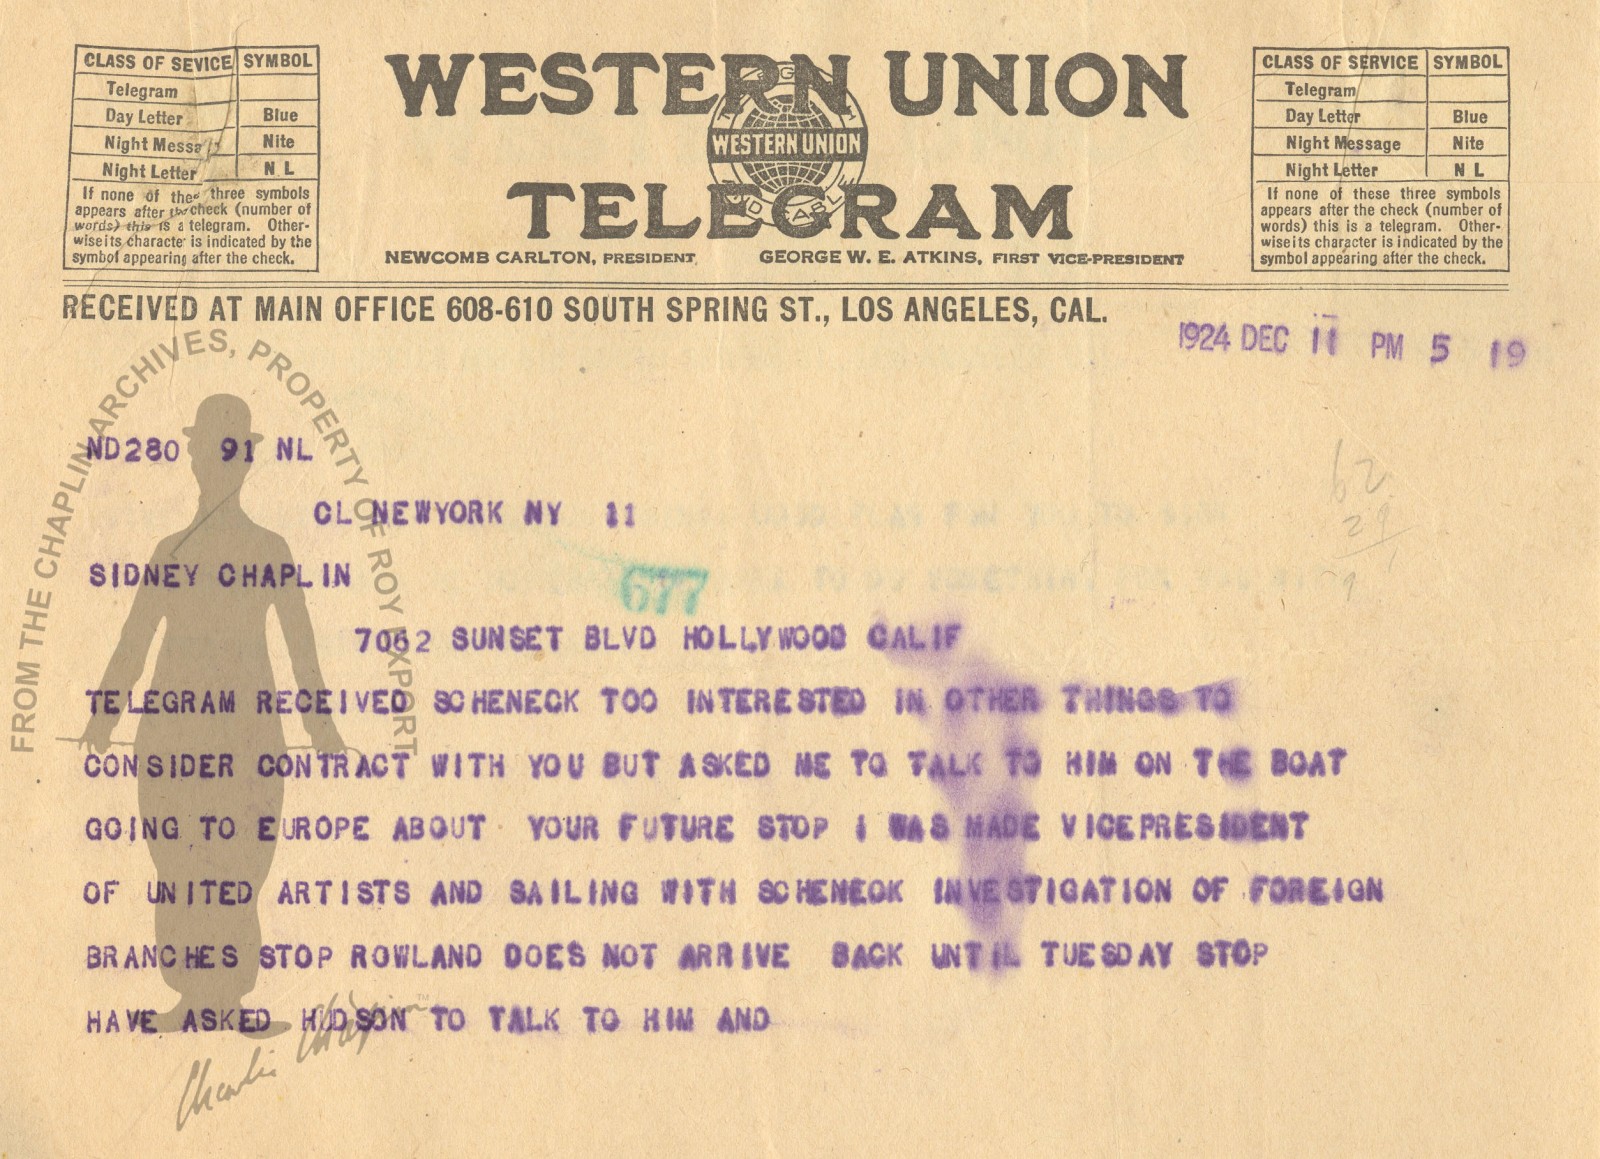 CLASS OF SEVICE SYMBOL
Telegram
Day Letter Blue
Night Messa
Nite
Night Letter N L
If none of the three symbols
appears after the check (number of
words) this is a telegram. Other-
wiseits character is indicated by the
symbol appearing after the check.
WESTERN UNION
WESTERN UNION
TELEGRAM
NEWCOMB CARLTON, PRESIDENT
GEORGE W. E. ATKINS, FIRST VICE-PRESIDENT
CLASS OF SERVICE SYMBOL
Telegram
Day Letter Blue
Night Message Nite
Night Letter N L
If none of these three symbols
appears after the check (number of
words) this is a telegram. Other-
wiseits character is indicated by the
symbol appearing after the check.
RECEIVED AT MAIN OFFICE 608-610 SOUTH SPRING ST., LOS ANGELES, CAL.
1924 DEC 11 PM 5 19
FROM THE CHAPLIN ARCHIVES, PROPERTY OF ROY EXPORT
ND280 91 NL
62
29
CL NEWYORK NY 11
SIDNEY CHAPLIN
677
7062 SUNSET BLVD HOLLYWOOD CALIF
TELEGRAM RECEIVED SCHENECK TOO INTERESTED IN OTHER THINGS TO
CONSIDER CONTRACT WITH YOU BUT ASKED ME TO TALK TO HIM ON THE BOAT
GOING TO EUROPE ABOUT YOUR FUTURE STOP I WAS MADE VICEPRESIDENT
OF UNITED ARTISTS AND SAILING WITH SCHENECK INVESTIGATION OF FOREIGN
BRANCHES STOP ROWLAND DOES NOT ARRIVE BACK UNTIL TUESDAY STOP
HAVE ASKED HUDSON TO TALK TO HIM AND
Charlie Chaplin™